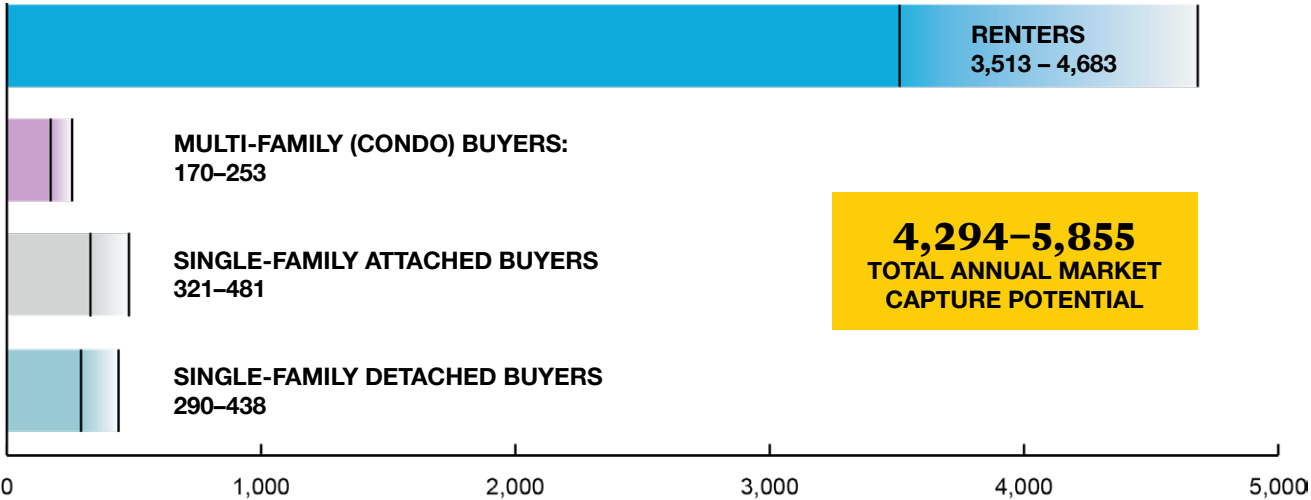 RENTERS
3,513 – 4,683
MULTI-FAMILY (CONDO) BUYERS:
170–253
4,294–5,855
TOTAL ANNUAL MARKET
CAPTURE POTENTIAL
SINGLE-FAMILY ATTACHED BUYERS
321–481
SINGLE-FAMILY DETACHED BUYERS
290–438
0 1,000 2,000 3,000 4,000 5,000